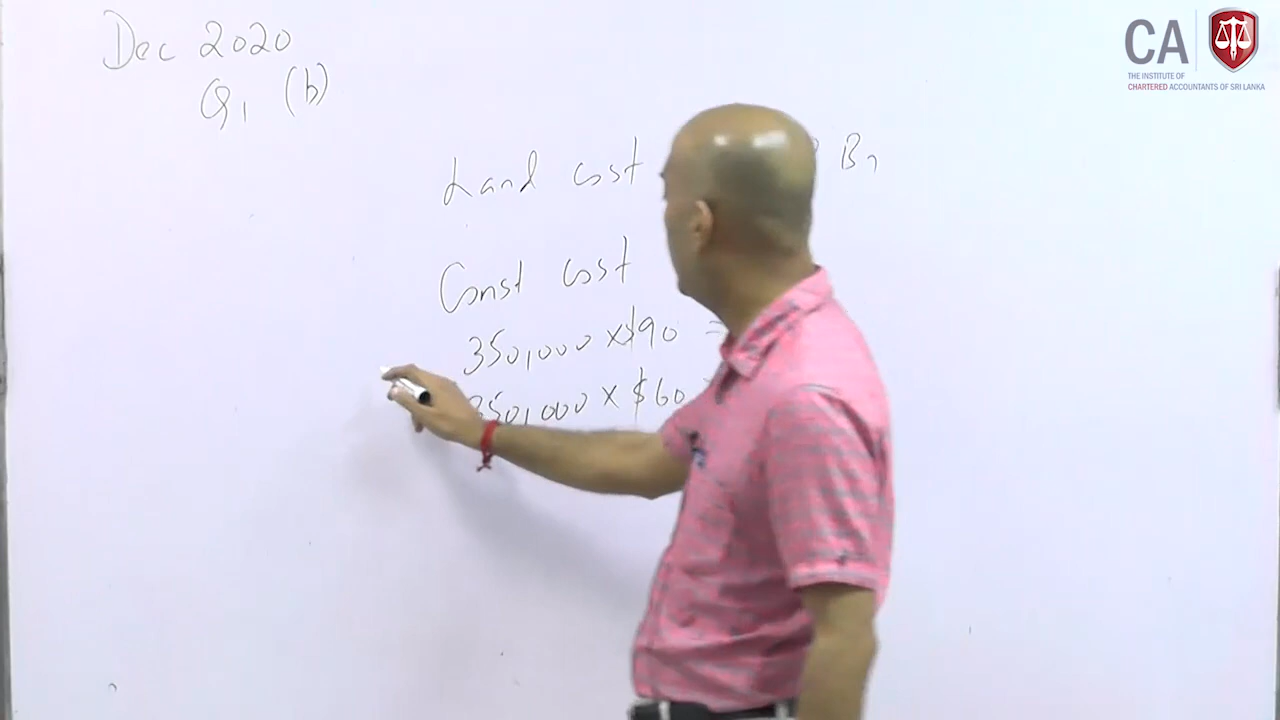 Dec 2020
Q1 (b)
Land cost Bn
Const cost
350,000 x $90 =
350,000 x $60
CA
THE INSTITUTE OF
CHARTERED ACCOUNTANTS OF SRI LANKA